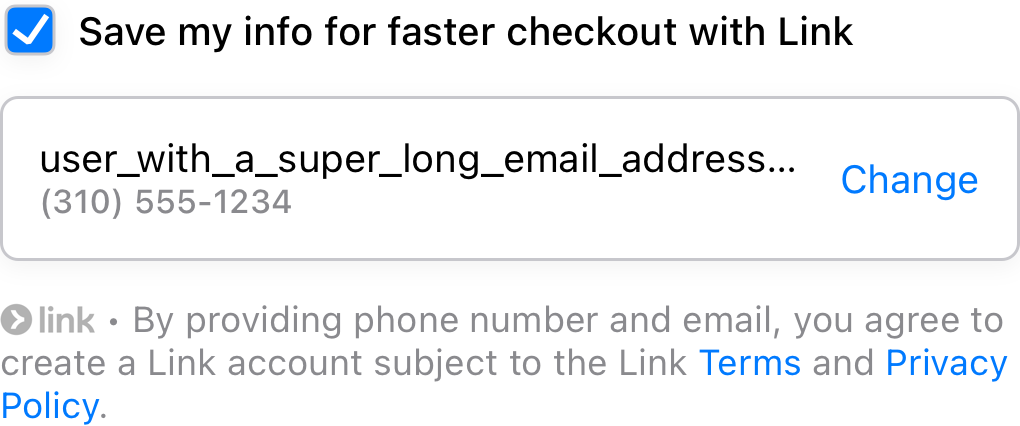 Save my info for faster checkout with Link
user_with_a_super_long_email_address...
(310) 555-1234
Change
link • By providing phone number and email, you agree to
create a Link account subject to the Link Terms and Privacy
Policy.